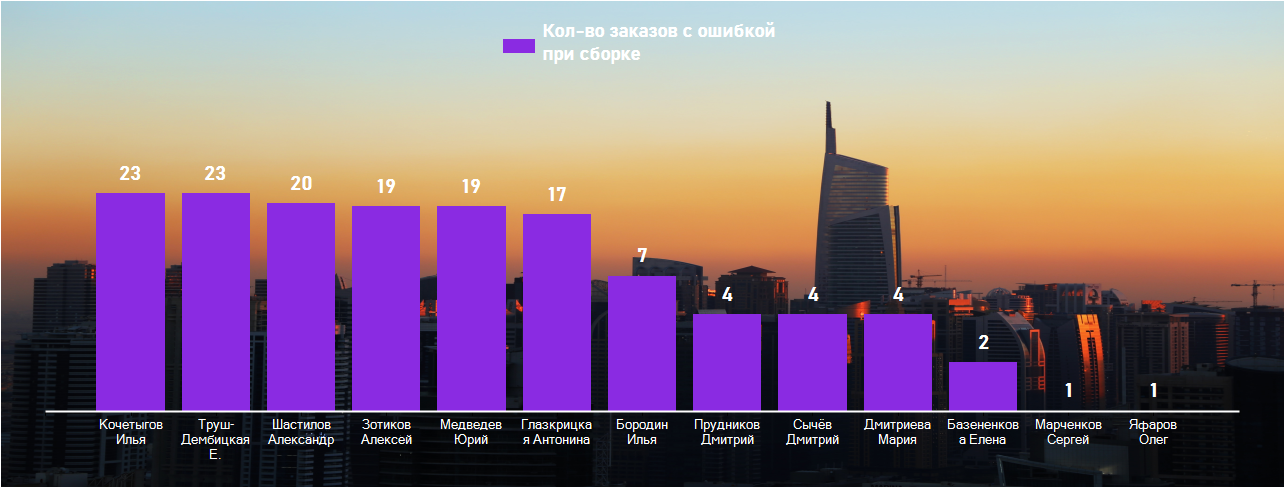 Кол-во заказов с ошибкой
при сборке
23
23
20
19
19
17
7
4
4
4
2
1
1
Кочетыгов
Илья
Труш-
Дембицкая
Е.
Шастилов
Александр
Зотиков
Алексей
Медведев
Юрий
Глазкрицка
я Антонина
Бородин
Илья
Прудников
Дмитрий
Сычёв
Дмитрий
Дмитриева
Мария
Базененков
а Елена
Марченков
Сергей
Яфаров
Олег